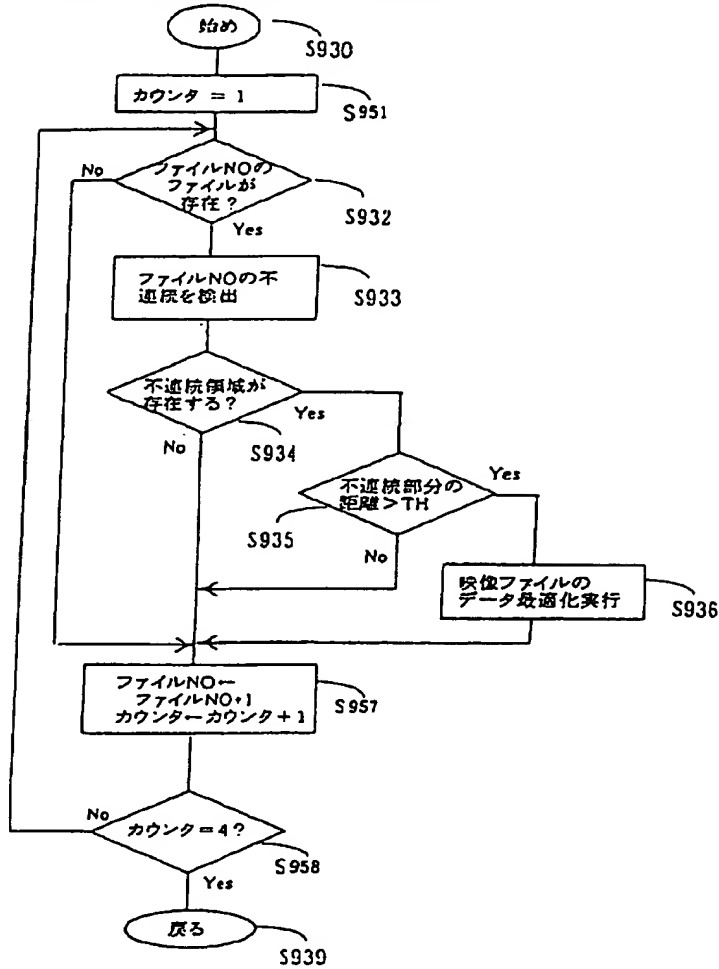 始め
S930
カウンタ = 1
S951
ファイルNOの
ファイルが
存在?
No
S932
Yes
ファイルNOの不
連続を検出
S933
不連続領域が
存在する?
Yes
No
S934
不連続部分の
距離>TH
Yes
S935
No
映像ファイルの
データ最適化実行
S936
ファイルNO←
ファイルNO+1
カウンタ←カウンタ+1
S957
No
カウンタ=4?
S958
Yes
戻る
S939